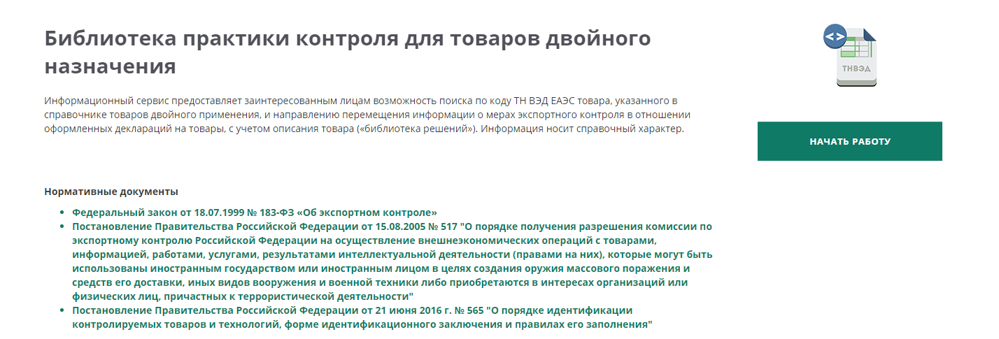 Библиотека практики контроля для товаров двойного
назначения
<>
ТНВЭД
Информационный сервис предоставляет заинтересованным лицам возможность поиска по коду ТН ВЭД ЕАЭС товара, указанного в
справочнике товаров двойного применения, и направлению перемещения информации о мерах экспортного контроля в отношении
оформленных деклараций на товары, с учетом описания товара («библиотека решений»). Информация носит справочный характер.
НАЧАТЬ РАБОТУ
Нормативные документы
Федеральный закон от 18.07.1999 № 183-ФЗ «Об экспортном контроле»
Постановление Правительства Российской Федерации от 15.08.2005 № 517 "О порядке получения разрешения комиссии по
экспортному контролю Российской Федерации на осуществление внешнеэкономических операций с товарами,
информацией, работами, услугами, результатами интеллектуальной деятельности (правами на них), которые могут быть
использованы иностранным государством или иностранным лицом в целях создания оружия массового поражения и
средств его доставки, иных видов вооружения и военной техники либо приобретаются в интересах организаций или
физических лиц, причастных к террористической деятельности"
Постановление Правительства Российской Федерации от 21 июня 2016 г. № 565 "О порядке идентификации
контролируемых товаров и технологий, форме идентификационного заключения и правилах его заполнения"